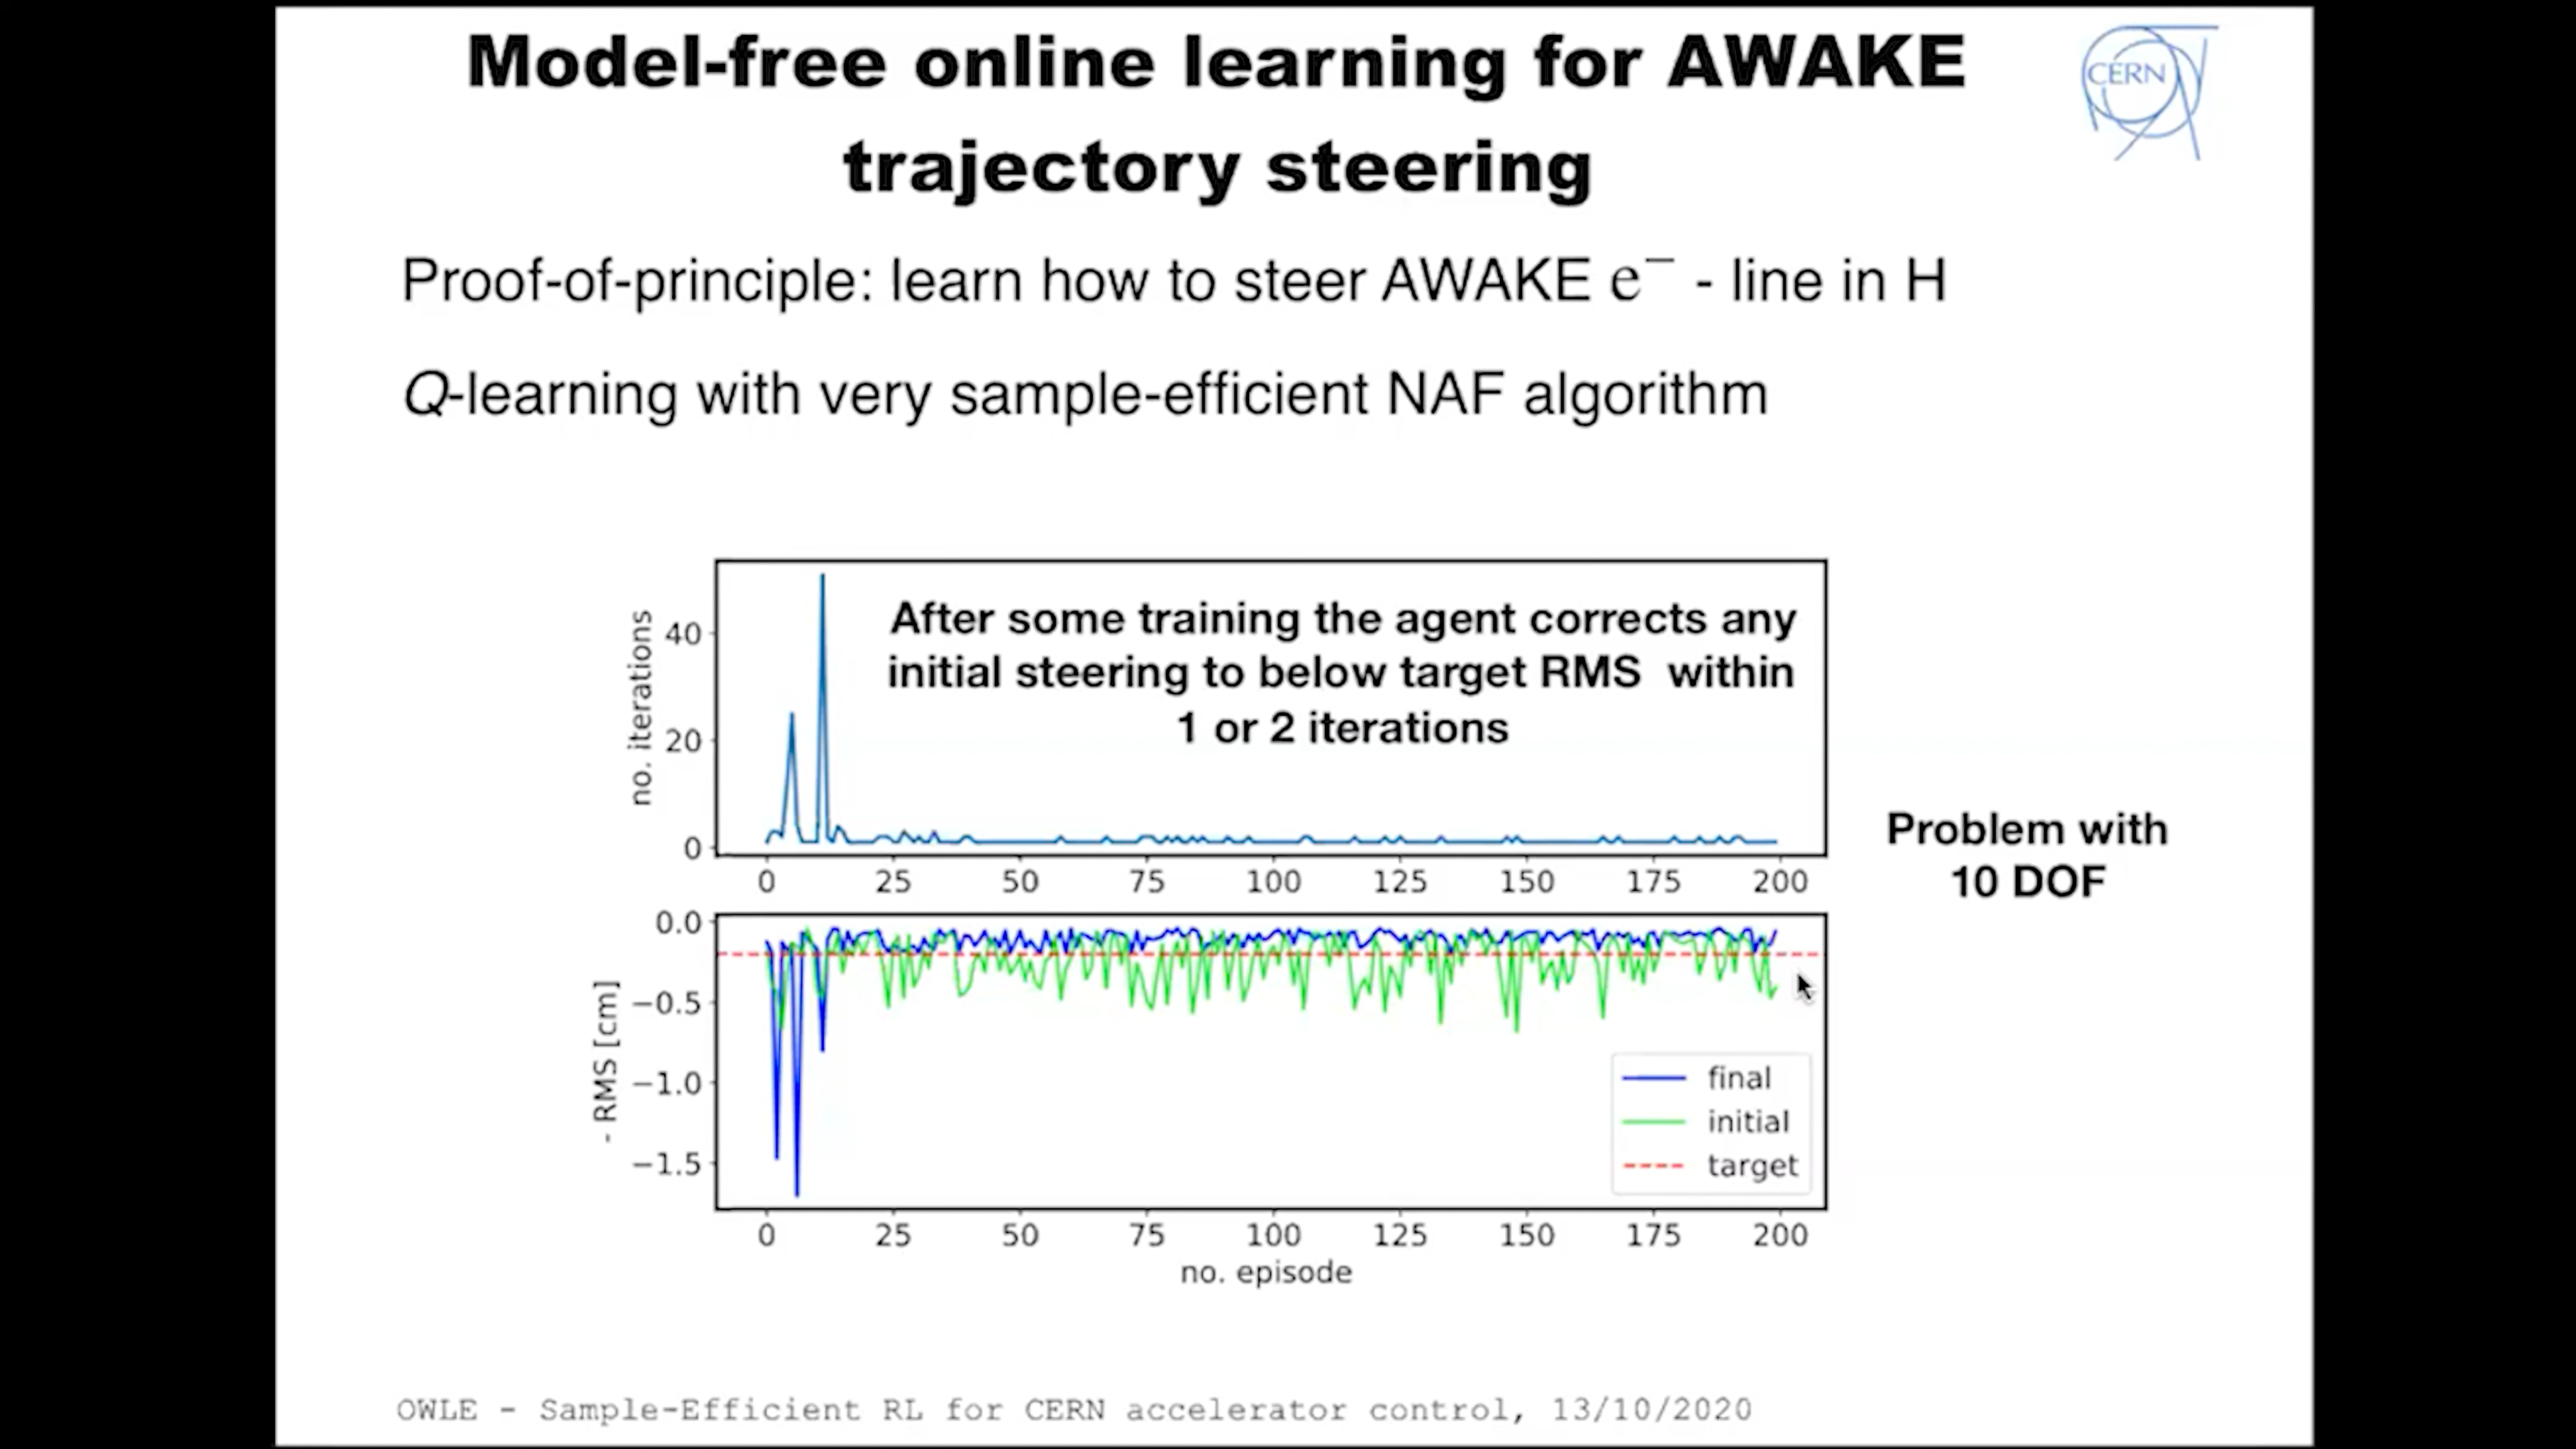 Model-free online learning for AWAKE
trajectory steering
CERN
Proof-of-principle: learn how to steer AWAKE e⁻ - line in H
Q-learning with very sample-efficient NAF algorithm
After some training the agent corrects any
initial steering to below target RMS within
1 or 2 iterations
no. iterations
40
20
0
0 25 50 75 100 125 150 175 200
Problem with
10 DOF
- RMS [cm]
0.0
−0.5
−1.0
−1.5
final
initial
target
0 25 50 75 100 125 150 175 200
no. episode
OWLE - Sample-Efficient RL for CERN accelerator control, 13/10/2020